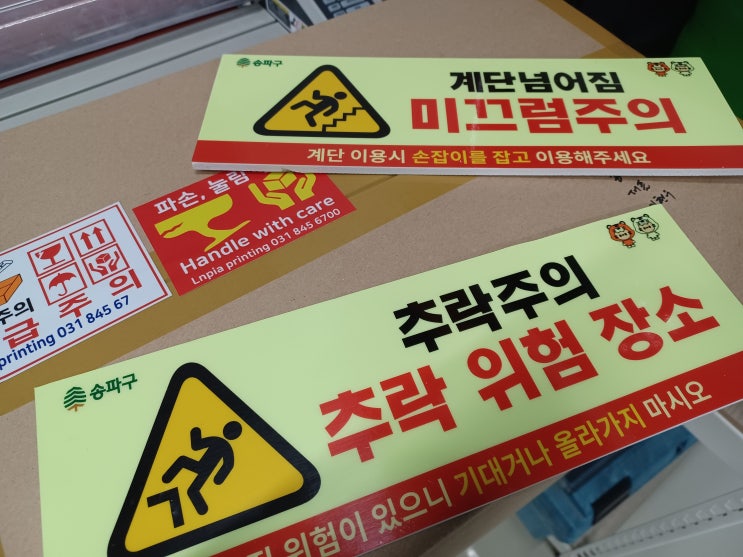 송파구
계단넘어짐
미끄럼주의
계단 이용시 손잡이를 잡고 이용해주세요
파손, 눌림
Handle with care
Lnpia printing 031 845 6700
주의
급 주 의
printing 031 845 67
송파구
추락주의
추락 위험 장소
위험이 있으니 기대거나 올라가지 마시오